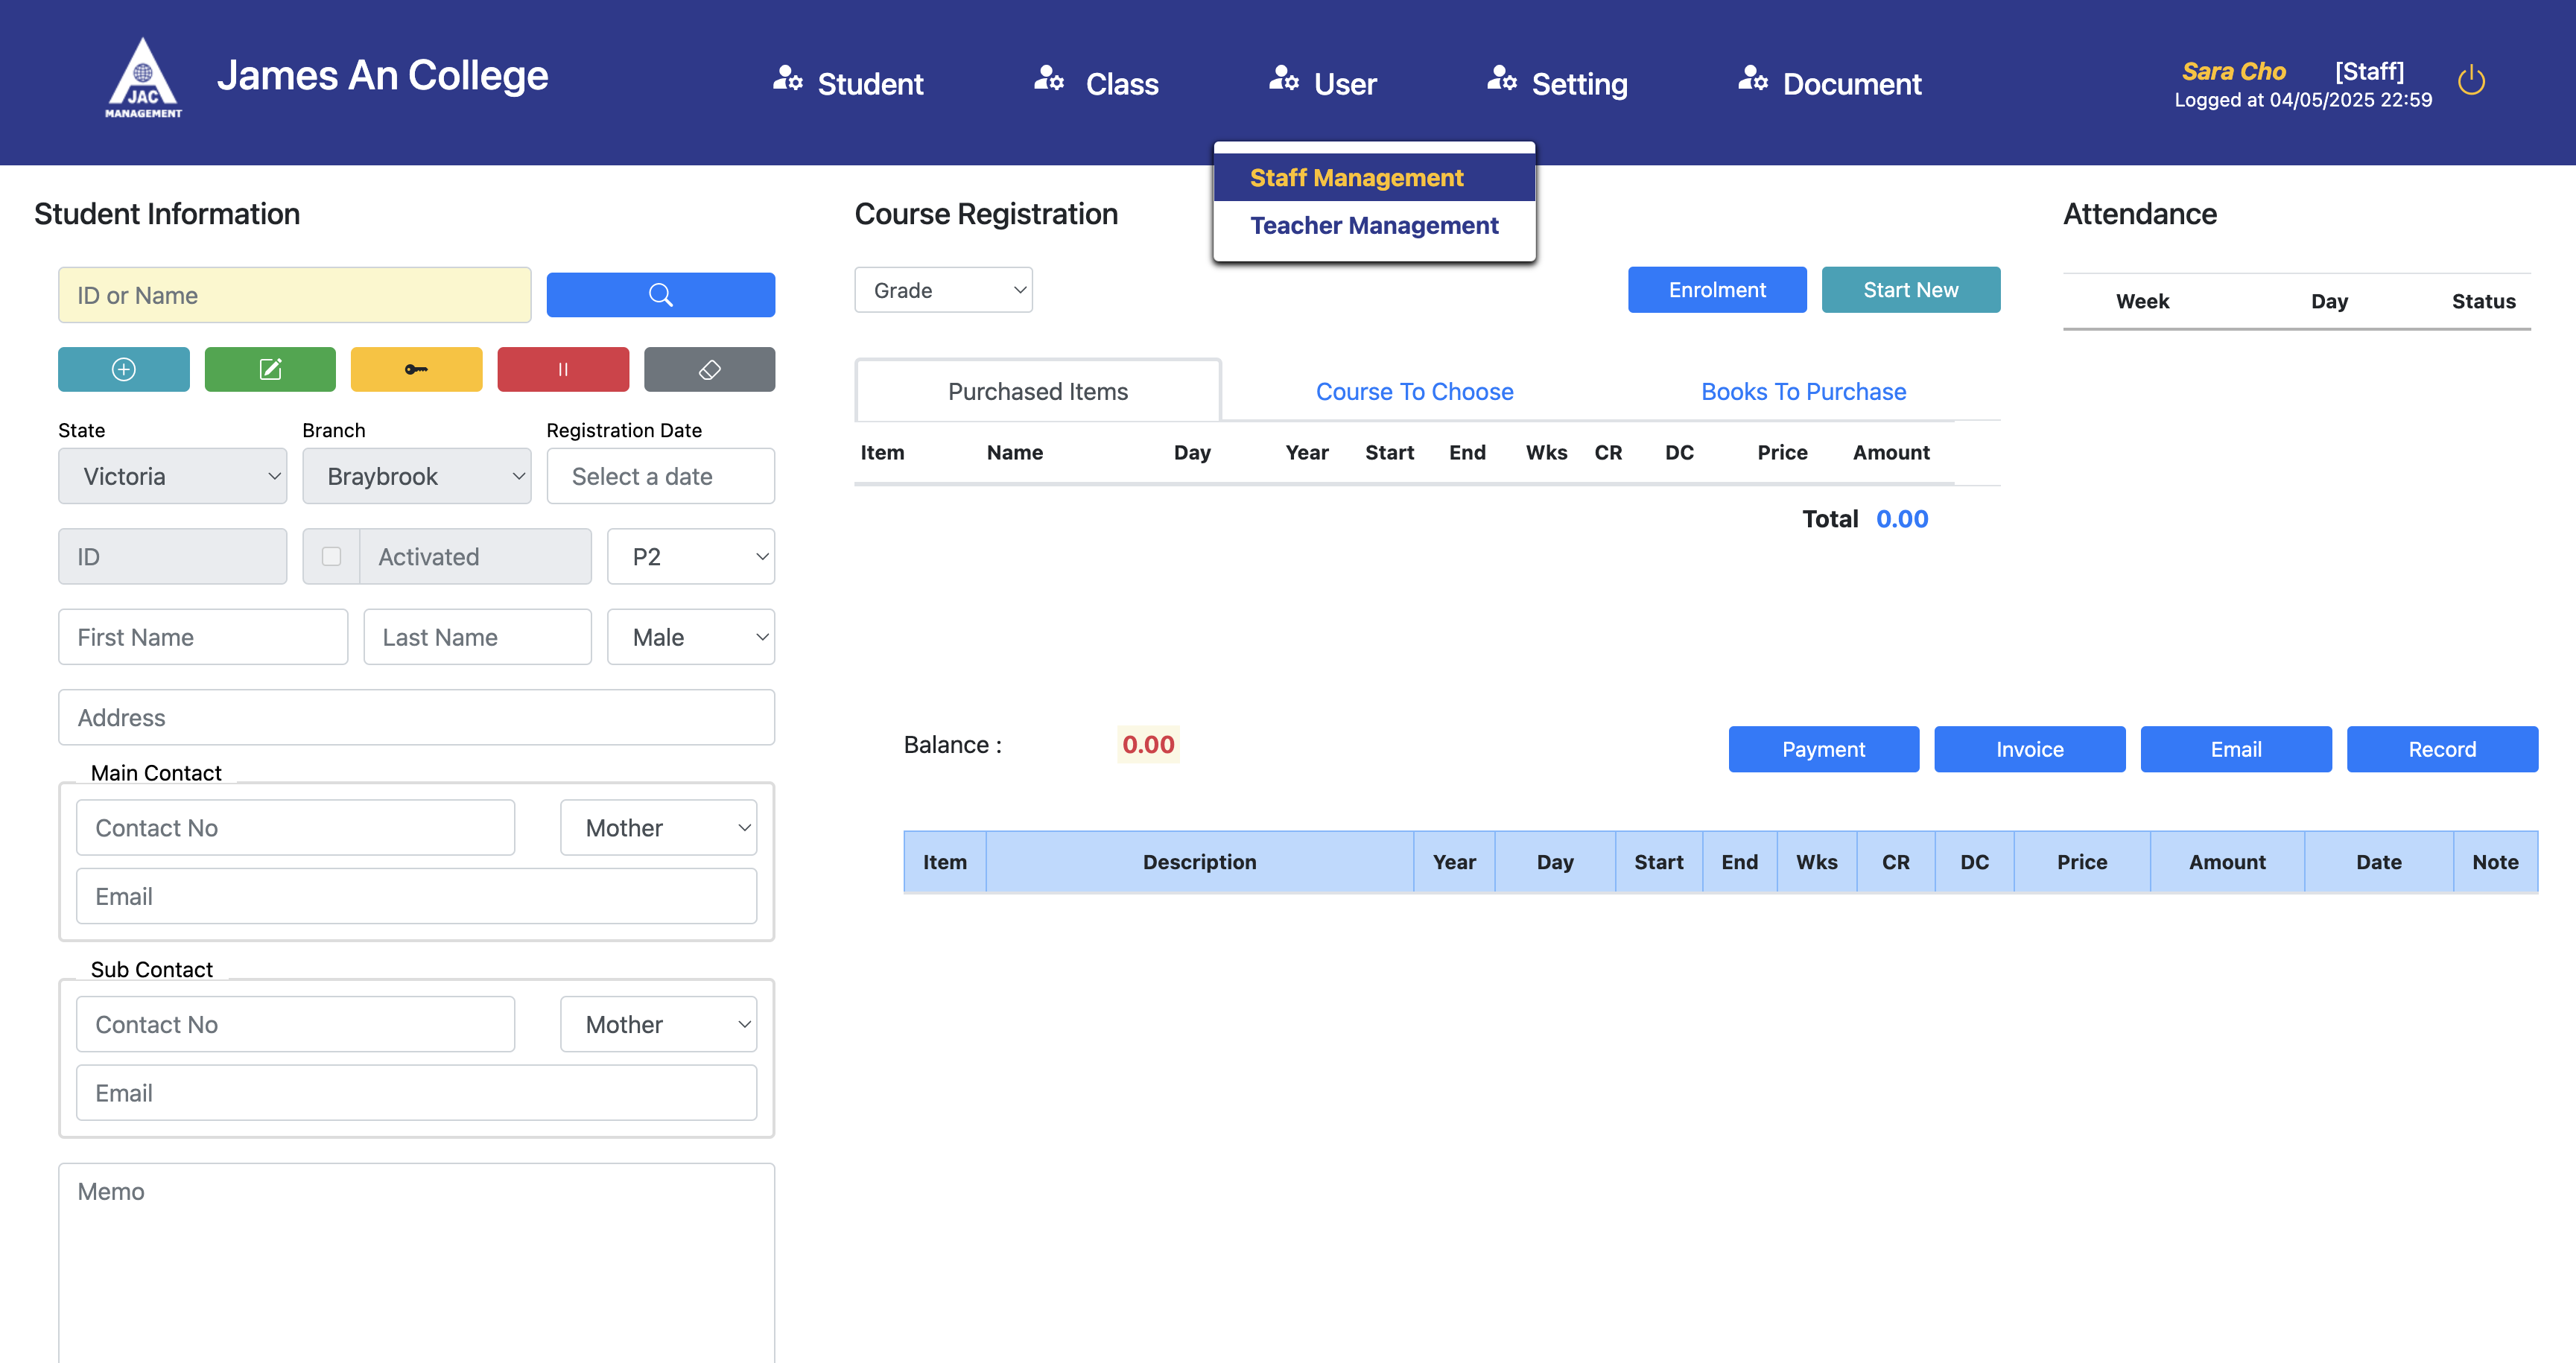 JAC
MANAGEMENT
James An College
Student
Class
User
Setting
Document
Sara Cho [Staff]
Logged at 04/05/2025 22:59
Staff Management
Teacher Management
Student Information
ID or Name
State
Branch
Registration Date
Victoria
Braybrook
Select a date
ID
Activated
P2
First Name
Last Name
Male
Address
Main Contact
Contact No
Mother
Email
Sub Contact
Contact No
Mother
Email
Memo
Course Registration
Grade
Enrolment
Start New
Purchased Items
Course To Choose
Books To Purchase
Item Name Day Year Start End Wks CR DC Price Amount
Total 0.00
Attendance
Week Day Status
Balance : 0.00
Payment
Invoice
Email
Record
Item Description Year Day Start End Wks CR DC Price Amount Date Note